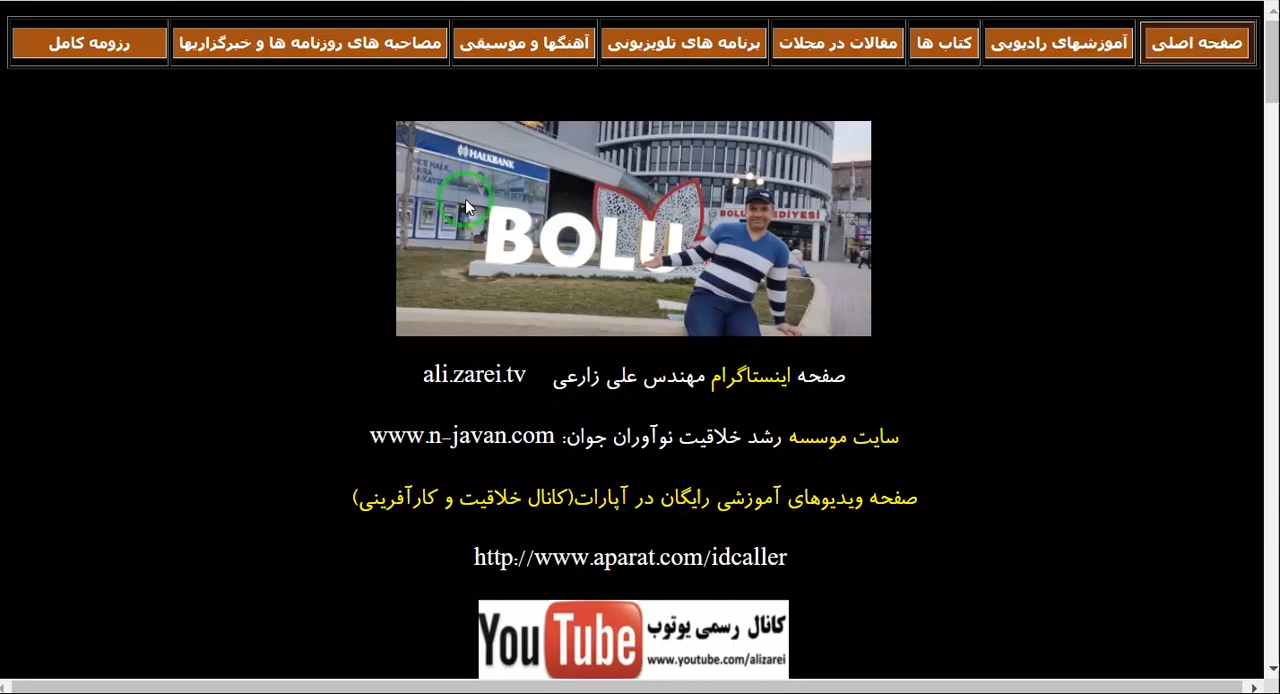 صفحه اصلی
آموزشهای رادیویی
کتاب ها
مقالات در مجلات
برنامه های تلویزیونی
آهنگها و موسیقی
مصاحبه های روزنامه ها و خبرگزاریها
رزومه کامل
HALKBANK
BOLU
صفحه اینستاگرام مهندس علی زارعی ali.zarei.tv
سایت موسسه رشد خلاقیت نوآوران جوان: www.n-javan.com
صفحه ویدیوهای آموزشی رایگان در آپارات(کانال خلاقیت و کارآفرینی)
http://www.aparat.com/idcaller
کانال رسمی یوتوب
YouTube
www.youtube.com/alizarei